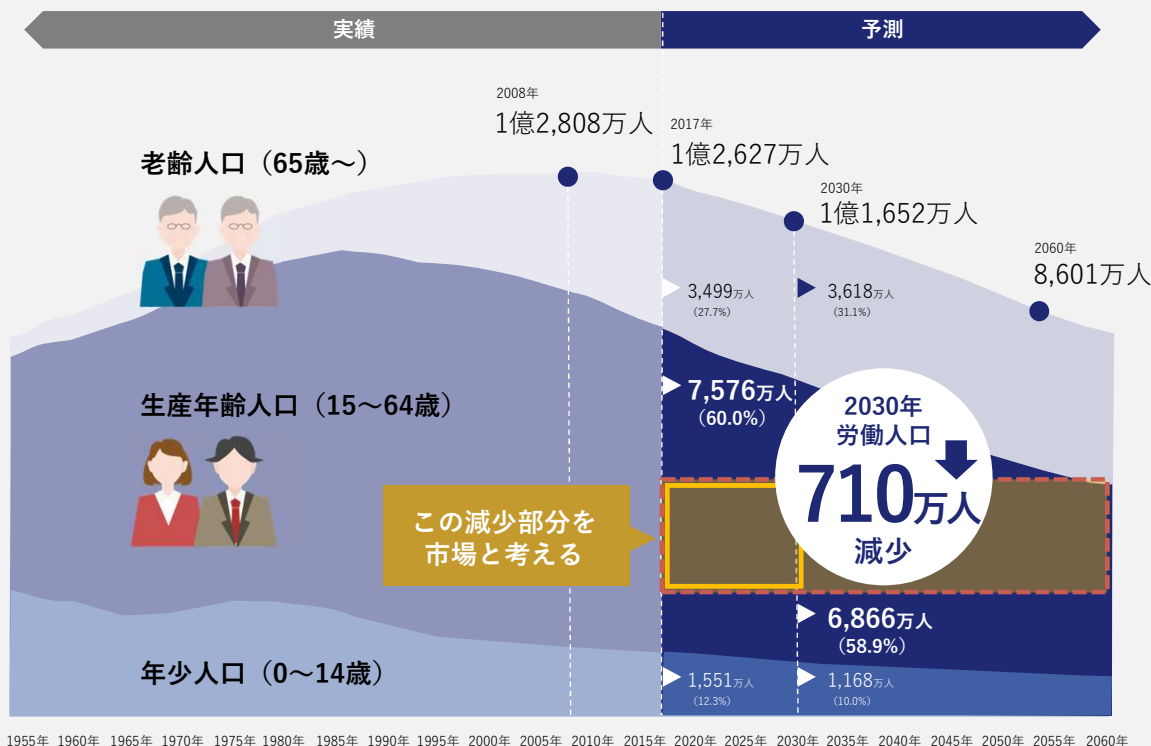 実績
予測
2008年
1億2,808万人
2017年
1億2,627万人
老齢人口（65歳～）
2030年
1億1,652万人
2060年
8,601万人
3,499万人
（27.7%）
3,618万人
（31.1%）
7,576万人
（60.0%）
生産年齢人口（15～64歳）
2030年
労働人口
710万人
減少
この減少部分を
市場と考える
6,866万人
（58.9%）
年少人口（0～14歳）
1,551万人
（12.3%）
1,168万人
（10.0%）
1955年 1960年 1965年 1970年 1975年 1980年 1985年 1990年 1995年 2000年 2005年 2010年 2015年 2020年 2025年 2030年 2035年 2040年 2045年 2050年 2055年 2060年